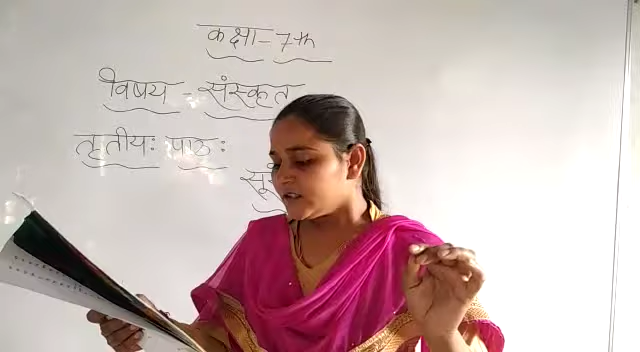 कक्षा - 7th
विषय - संस्कृत
तृतीयः पाठः